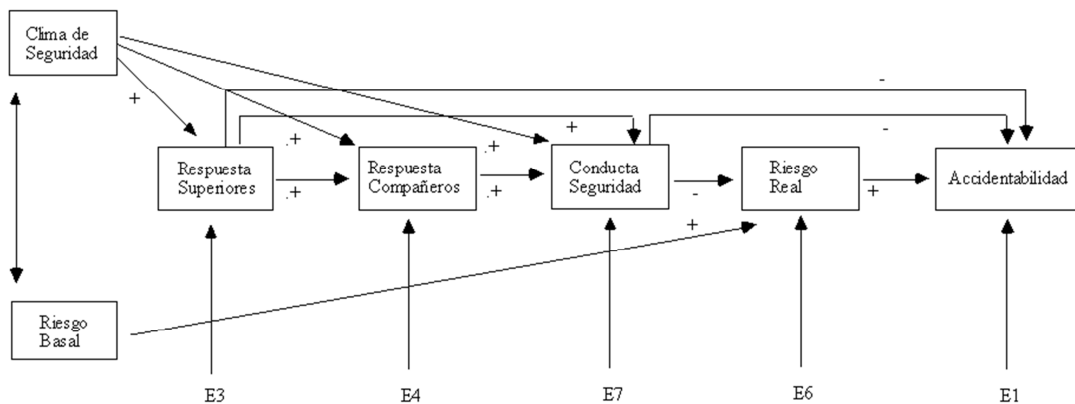 Clima de
Seguridad
-
+
+
-
.+
.+
Respuesta
Superiores
Respuesta
Compañeros
Conducta
Seguridad
Riesgo
Real
Accidentabilidad
.+
.+
-
+
+
Riesgo
Basal
E3
E4
E7
E6
E1